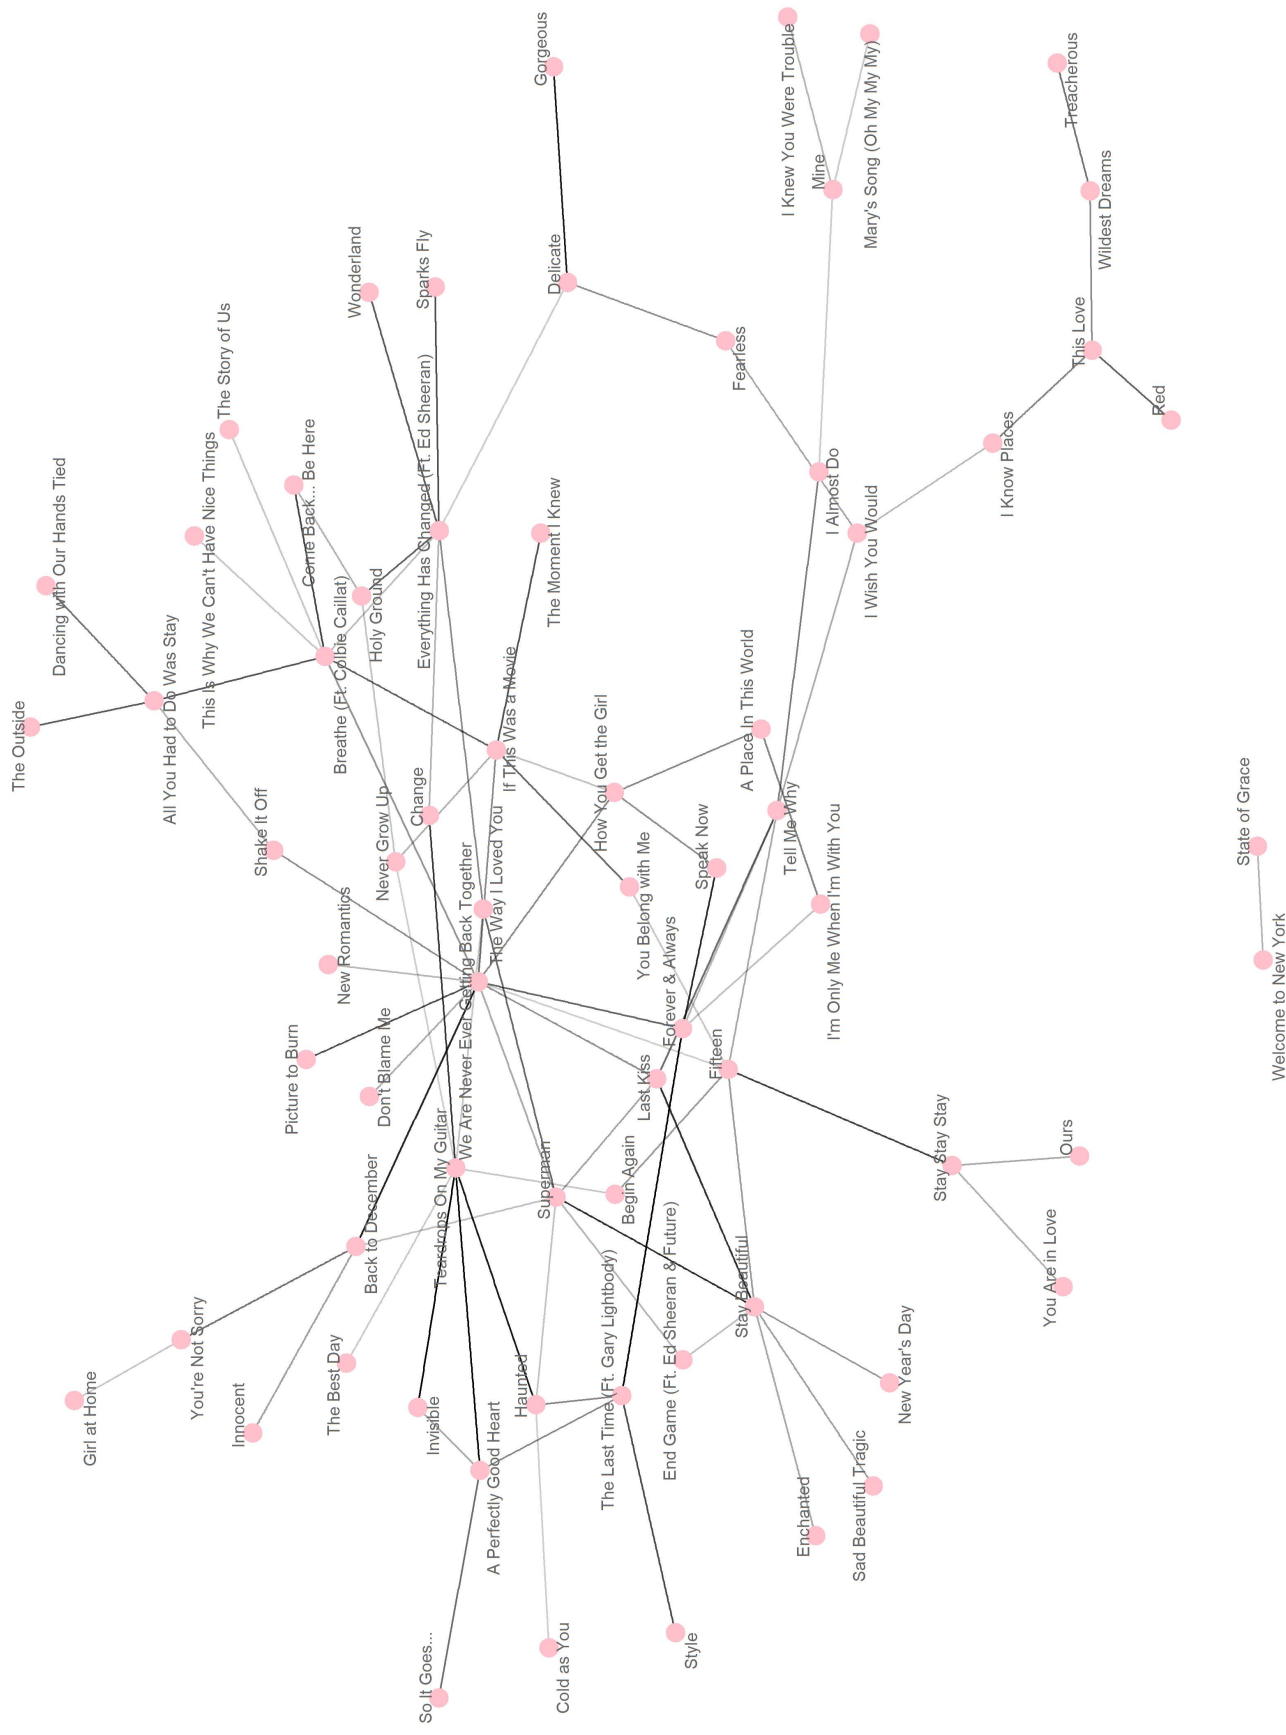 Gorgeous
I Knew You Were Trouble
Mary's Song (Oh My My My)
Treacherous
Mine
Wildest Dreams
Wonderland
Sparks Fly
Delicate
The Story of Us
Fearless
This Love
Red
Dancing with Our Hands Tied
This Is Why We Can't Have Nice Things
Come Back... Be Here
Everything Has Changed (Ft. Ed Sheeran)
I Know Places
I Almost Do
I Wish You Would
The Moment I Knew
Holy Ground
Breathe (Ft. Colbie Caillat)
The Outside
All You Had to Do Was Stay
If This Was a Movie
How You Get the Girl
A Place In This World
Shake It Off
Never Grow Up
Change
Speak Now
Tell Me Why
State of Grace
New Romantics
The Way I Loved You
You Belong with Me
I'm Only Me When I'm With You
We Are Never Ever Getting Back Together
Forever & Always
Welcome to New York
Picture to Burn
Don't Blame Me
Last Kiss
Fifteen
Back to December
Teardrops On My Guitar
Superman
Begin Again
Stay Stay Stay
Ours
You're Not Sorry
The Best Day
Stay Beautiful
You Are in Love
Girl at Home
Innocent
Invisible
Haunted
The Last Time (Ft. Gary Lightbody)
End Game (Ft. Ed Sheeran & Future)
New Year's Day
A Perfectly Good Heart
Enchanted
Sad Beautiful Tragic
So It Goes...
Cold as You
Style